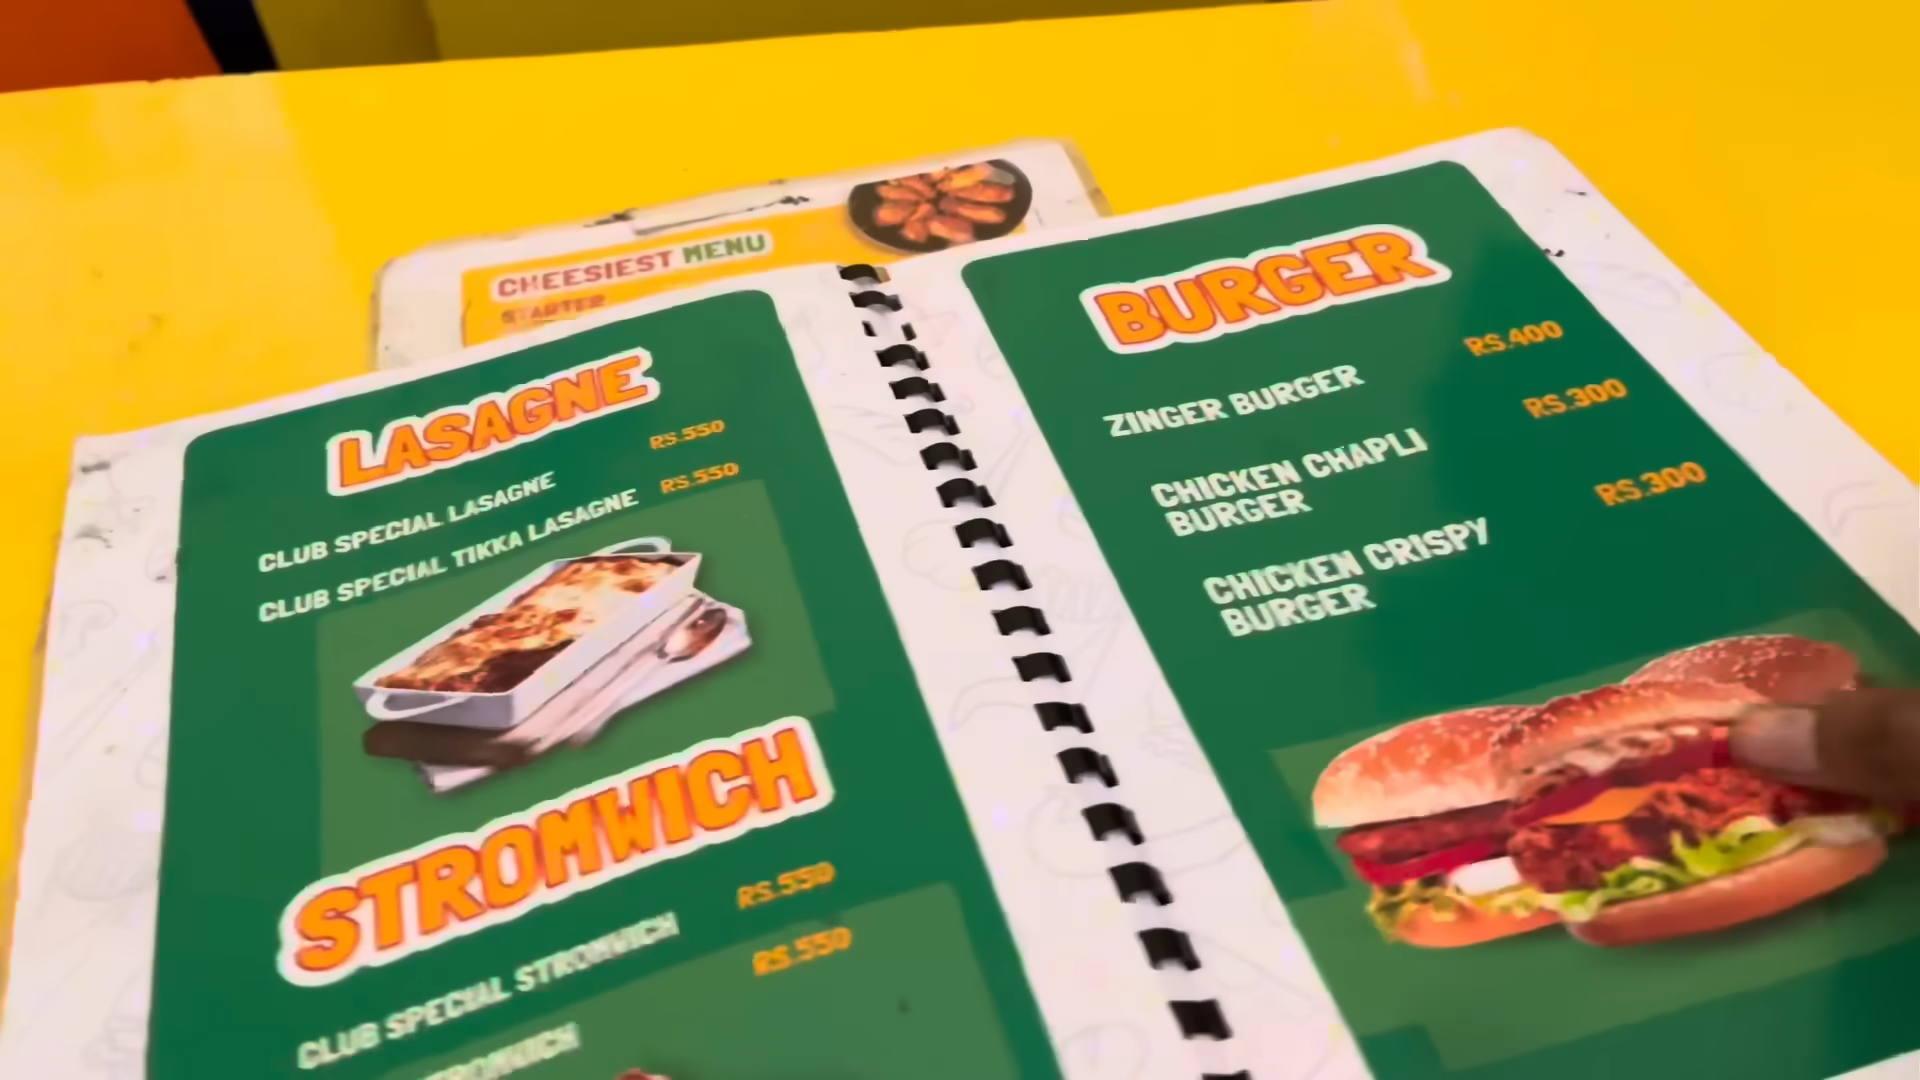 CHEESIEST MENU
STARTER
LASAGNE
CLUB SPECIAL LASAGNE RS.550
CLUB SPECIAL TIKKA LASAGNE RS.550
STROMWICH
CLUB SPECIAL STROMWICH RS.550
STROMWICH RS.550
BURGER
ZINGER BURGER RS.400
CHICKEN CHAPLI RS.300
BURGER
CHICKEN CRISPY RS.300
BURGER